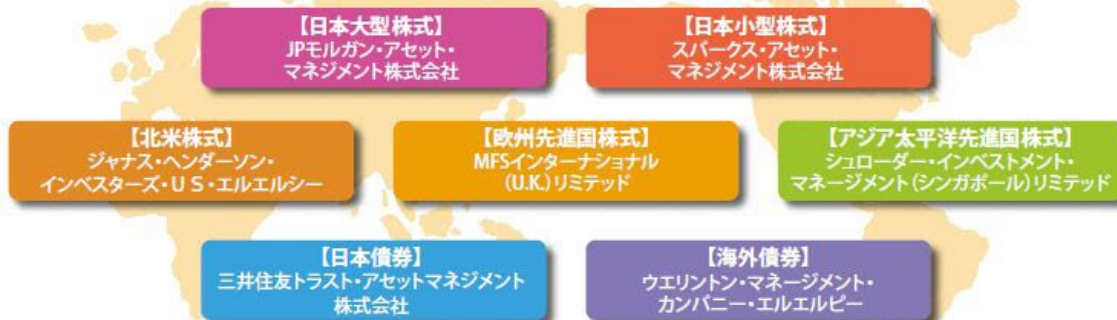 【日本大型株式】
JPモルガン・アセット・
マネジメント株式会社
【日本小型株式】
スパークス・アセット・
マネジメント株式会社
【北米株式】
ジャナス・ヘンダーソン・
インベスターズ・US・エルエルシー
【欧州先進国株式】
MFSインターナショナル
(U.K.)リミテッド
【アジア太平洋先進国株式】
シュローダー・インベストメント・
マネージメント(シンガポール)リミテッド
【日本債券】
三井住友トラスト・アセットマネジメント
株式会社
【海外債券】
ウエリントン・マネージメント・
カンパニー・エルエルピー